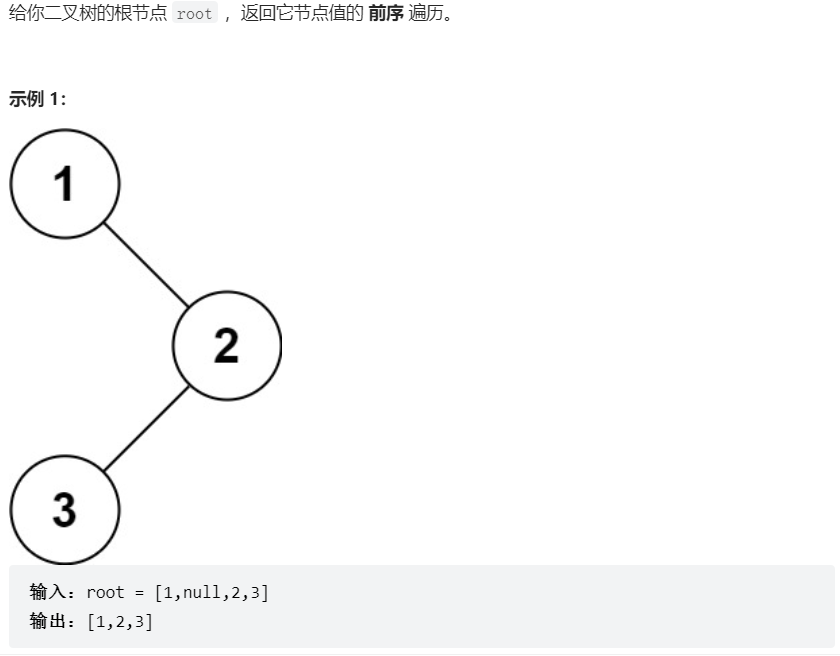 给你二叉树的根节点 root ，返回它节点值的 前序 遍历。
示例 1：
1
2
3
输入：root = [1,null,2,3]
输出：[1,2,3]